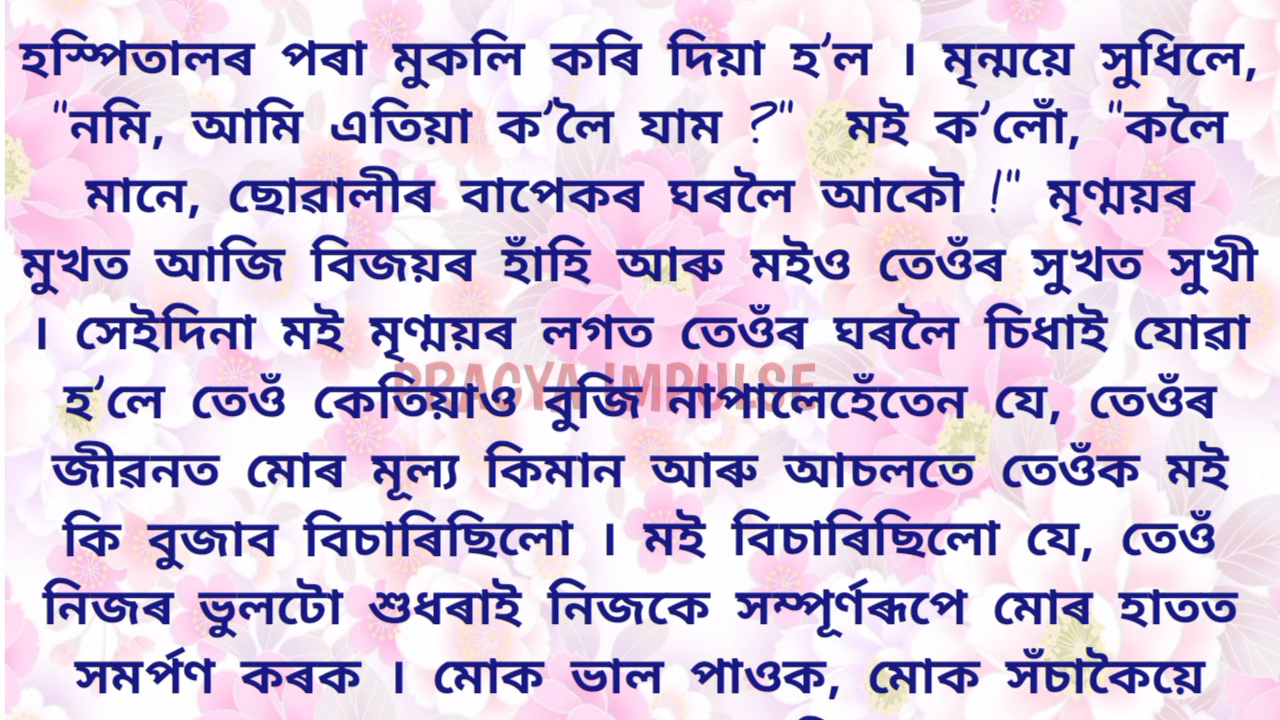 হস্পিতালৰ পৰা মুকলি কৰি দিয়া হ’ল । মৃন্ময়ে সুধিলে,
"নমি, আমি এতিয়া ক’লৈ যাম ?" মই ক’লোঁ, "কলৈ
মানে, ছোৱালীৰ বাপেকৰ ঘৰলৈ আকৌ !" মৃণ্ময়ৰ
মুখত আজি বিজয়ৰ হাঁহি আৰু মইও তেওঁৰ সুখত সুখী
। সেইদিনা মই মৃণ্ময়ৰ লগত তেওঁৰ ঘৰলৈ চিধাই যোৱা
PRAGYA IMPULSE
হ’লে তেওঁ কেতিয়াও বুজি নাপালেহেঁতেন যে, তেওঁৰ
জীৱনত মোৰ মূল্য কিমান আৰু আচলতে তেওঁক মই
কি বুজাব বিচাৰিছিলো । মই বিচাৰিছিলো যে, তেওঁ
নিজৰ ভুলটো শুধৰাই নিজকে সম্পূৰ্ণৰূপে মোৰ হাতত
সমৰ্পণ কৰক । মোক ভাল পাওক, মোক সঁচাকৈয়ে